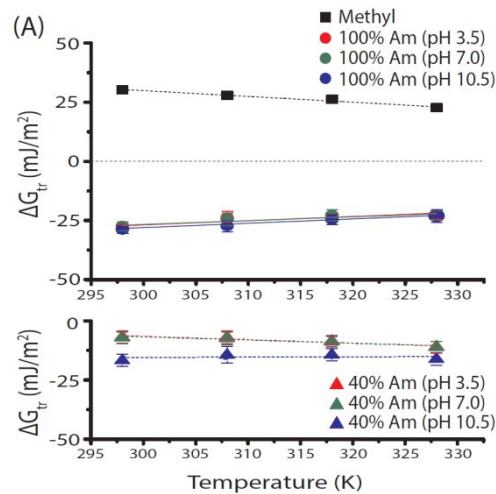 (A)
Methyl
100% Am (pH 3.5)
100% Am (pH 7.0)
100% Am (pH 10.5)
50
25
0
-25
-50
ΔGtr (mJ/m²)
295 300 305 310 315 320 325 330
0
-25
-50
ΔGtr (mJ/m²)
40% Am (pH 3.5)
40% Am (pH 7.0)
40% Am (pH 10.5)
295 300 305 310 315 320 325 330
Temperature (K)